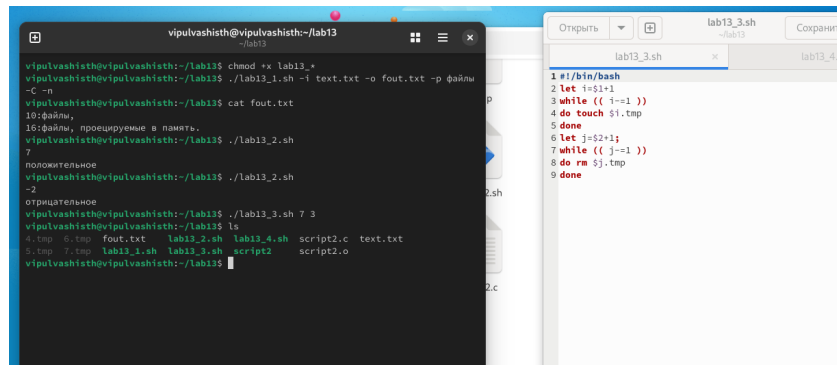 vipulvashisth@vipulvashisth:~/lab13
~/lab13
vipulvashisth@vipulvashisth:~/lab13$ chmod +x lab13_*
vipulvashisth@vipulvashisth:~/lab13$ ./lab13_1.sh -i text.txt -o fout.txt -p файлы
-C -n
vipulvashisth@vipulvashisth:~/lab13$ cat fout.txt
10:файлы,
16:файлы, проецируемые в память.
vipulvashisth@vipulvashisth:~/lab13$ ./lab13_2.sh
7
положительное
vipulvashisth@vipulvashisth:~/lab13$ ./lab13_2.sh
-2
отрицательное
vipulvashisth@vipulvashisth:~/lab13$ ./lab13_3.sh 7 3
vipulvashisth@vipulvashisth:~/lab13$ ls
4.tmp 6.tmp fout.txt lab13_2.sh lab13_4.sh script2.c text.txt
5.tmp 7.tmp lab13_1.sh lab13_3.sh script2 script2.o
vipulvashisth@vipulvashisth:~/lab13$
p
2.sh
2.c
Открыть lab13_3.sh Сохранит
~/lab13
lab13_3.sh × lab13_4.
1 #!/bin/bash
2 let i=$1+1
3 while (( i-=1 ))
4 do touch $i.tmp
5 done
6 let j=$2+1;
7 while (( j-=1 ))
8 do rm $j.tmp
9 done